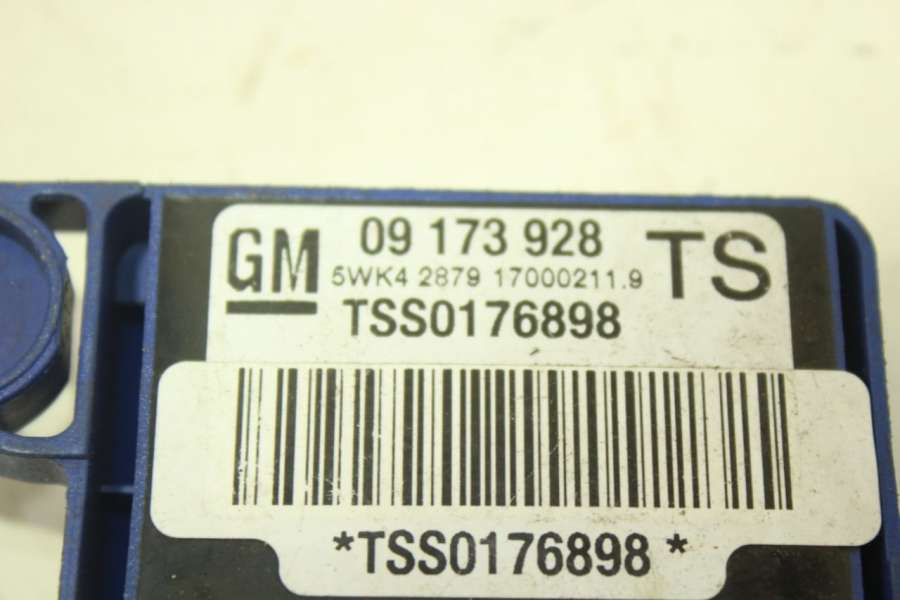 GM 09 173 928 TS
5WK4 2879 17000211.9
TSS0176898
*TSS0176898 *